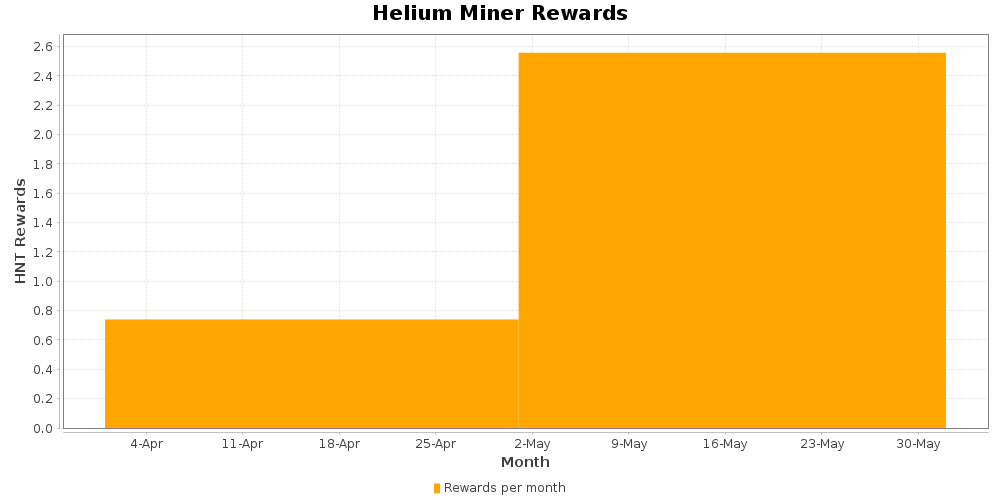 Helium Miner Rewards
HNT Rewards
2.6
2.4
2.2
2.0
1.8
1.6
1.4
1.2
1.0
0.8
0.6
0.4
0.2
0.0
4-Apr 11-Apr 18-Apr 25-Apr 2-May 9-May 16-May 23-May 30-May
Month
Rewards per month